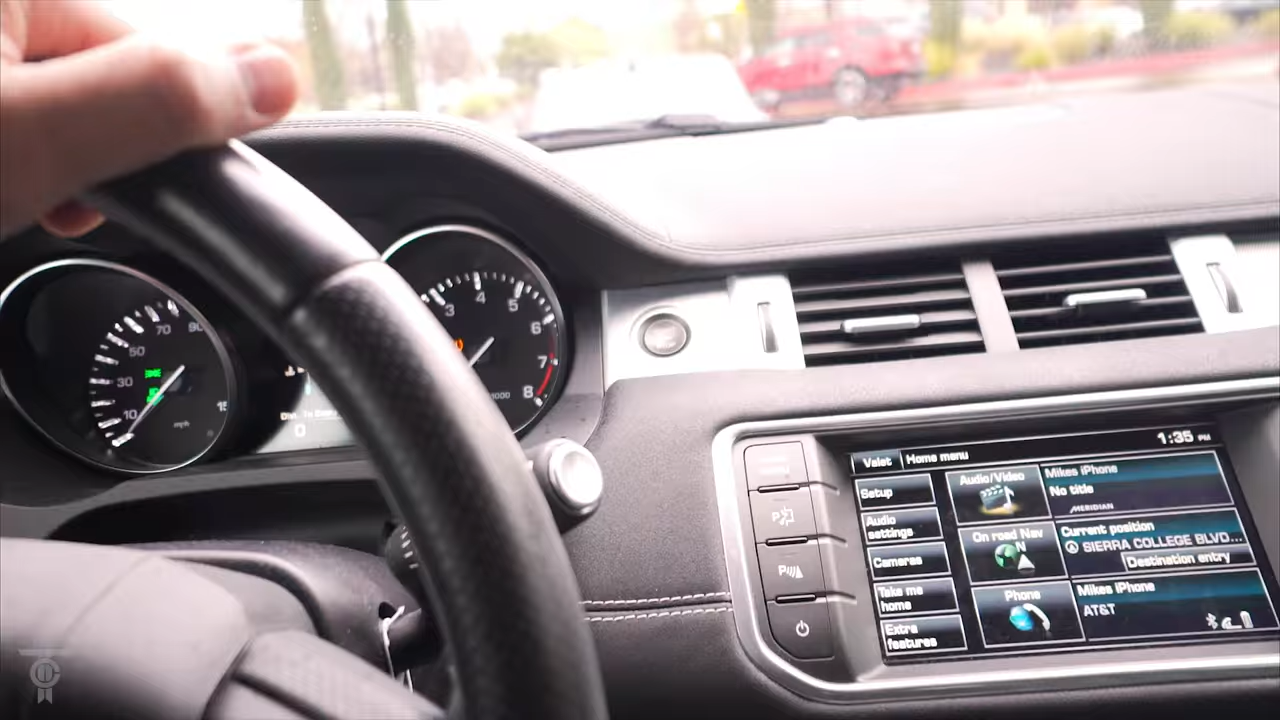 70
90
50
30
10
mph
3
4
5
6
7
8
0
1:35 PM
Valet
Home menu
Setup
Audio settings
Cameras
Take me home
Extra features
Audio/Video
On road Nav
N
Phone
Mikes iPhone
No title
MERIDIAN
Current position
SIERRA COLLEGE BLVD...
Destination entry
Mikes iPhone
AT&T
P
P